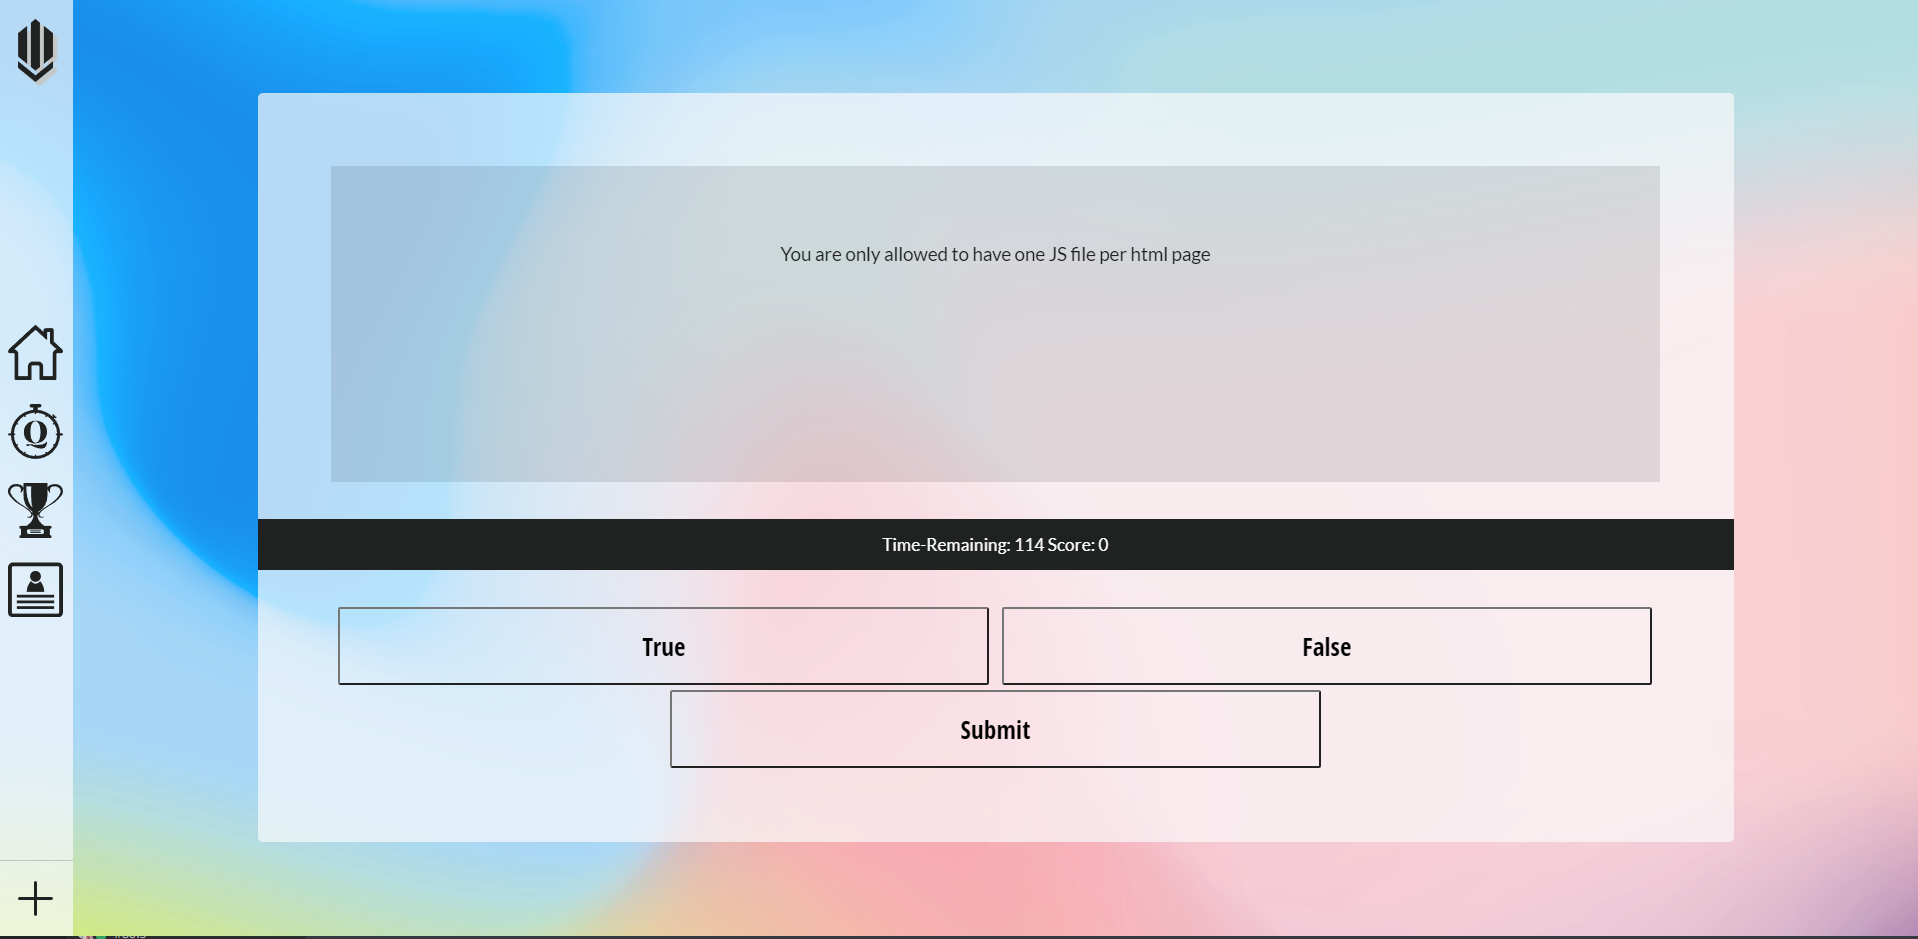 You are only allowed to have one JS file per html page
Time-Remaining: 114 Score: 0
True
False
Submit